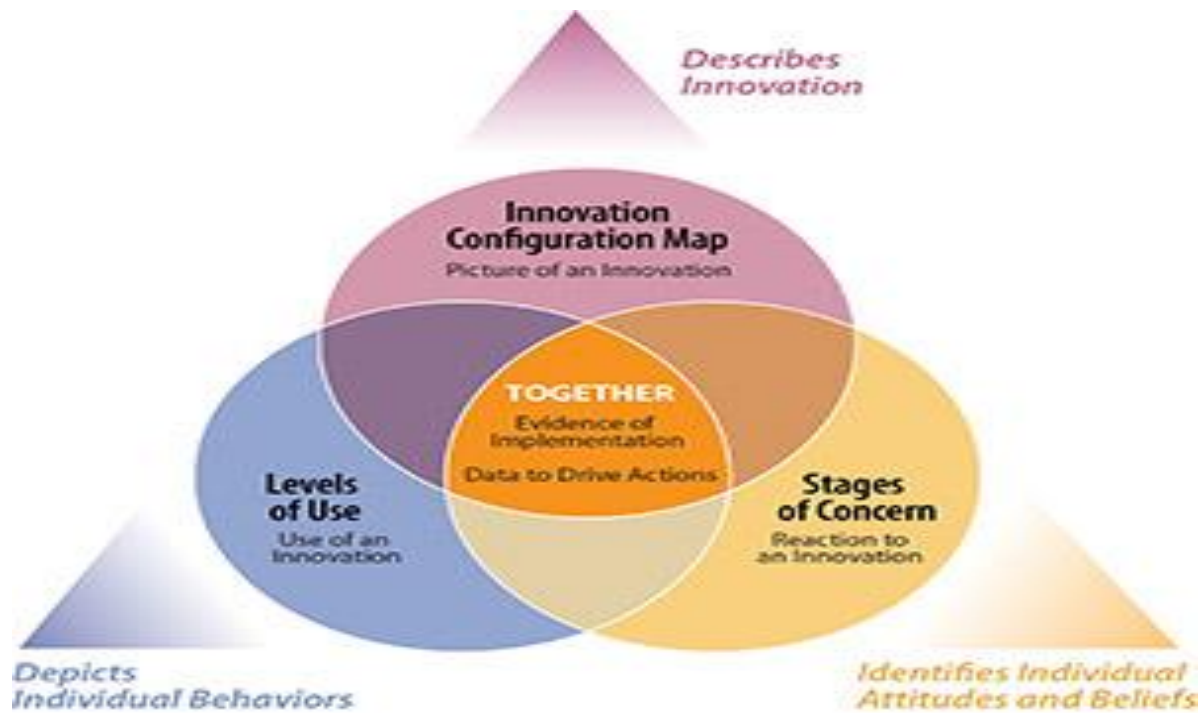 Describes
Innovation
Innovation
Configuration Map
Picture of an Innovation
TOGETHER
Evidence of
Implementation
Data to Drive Actions
Levels
of Use
Use of an
Innovation
Stages
of Concern
Reaction to
an Innovation
Depicts
Individual Behaviors
Identifies Individual
Attitudes and Beliefs